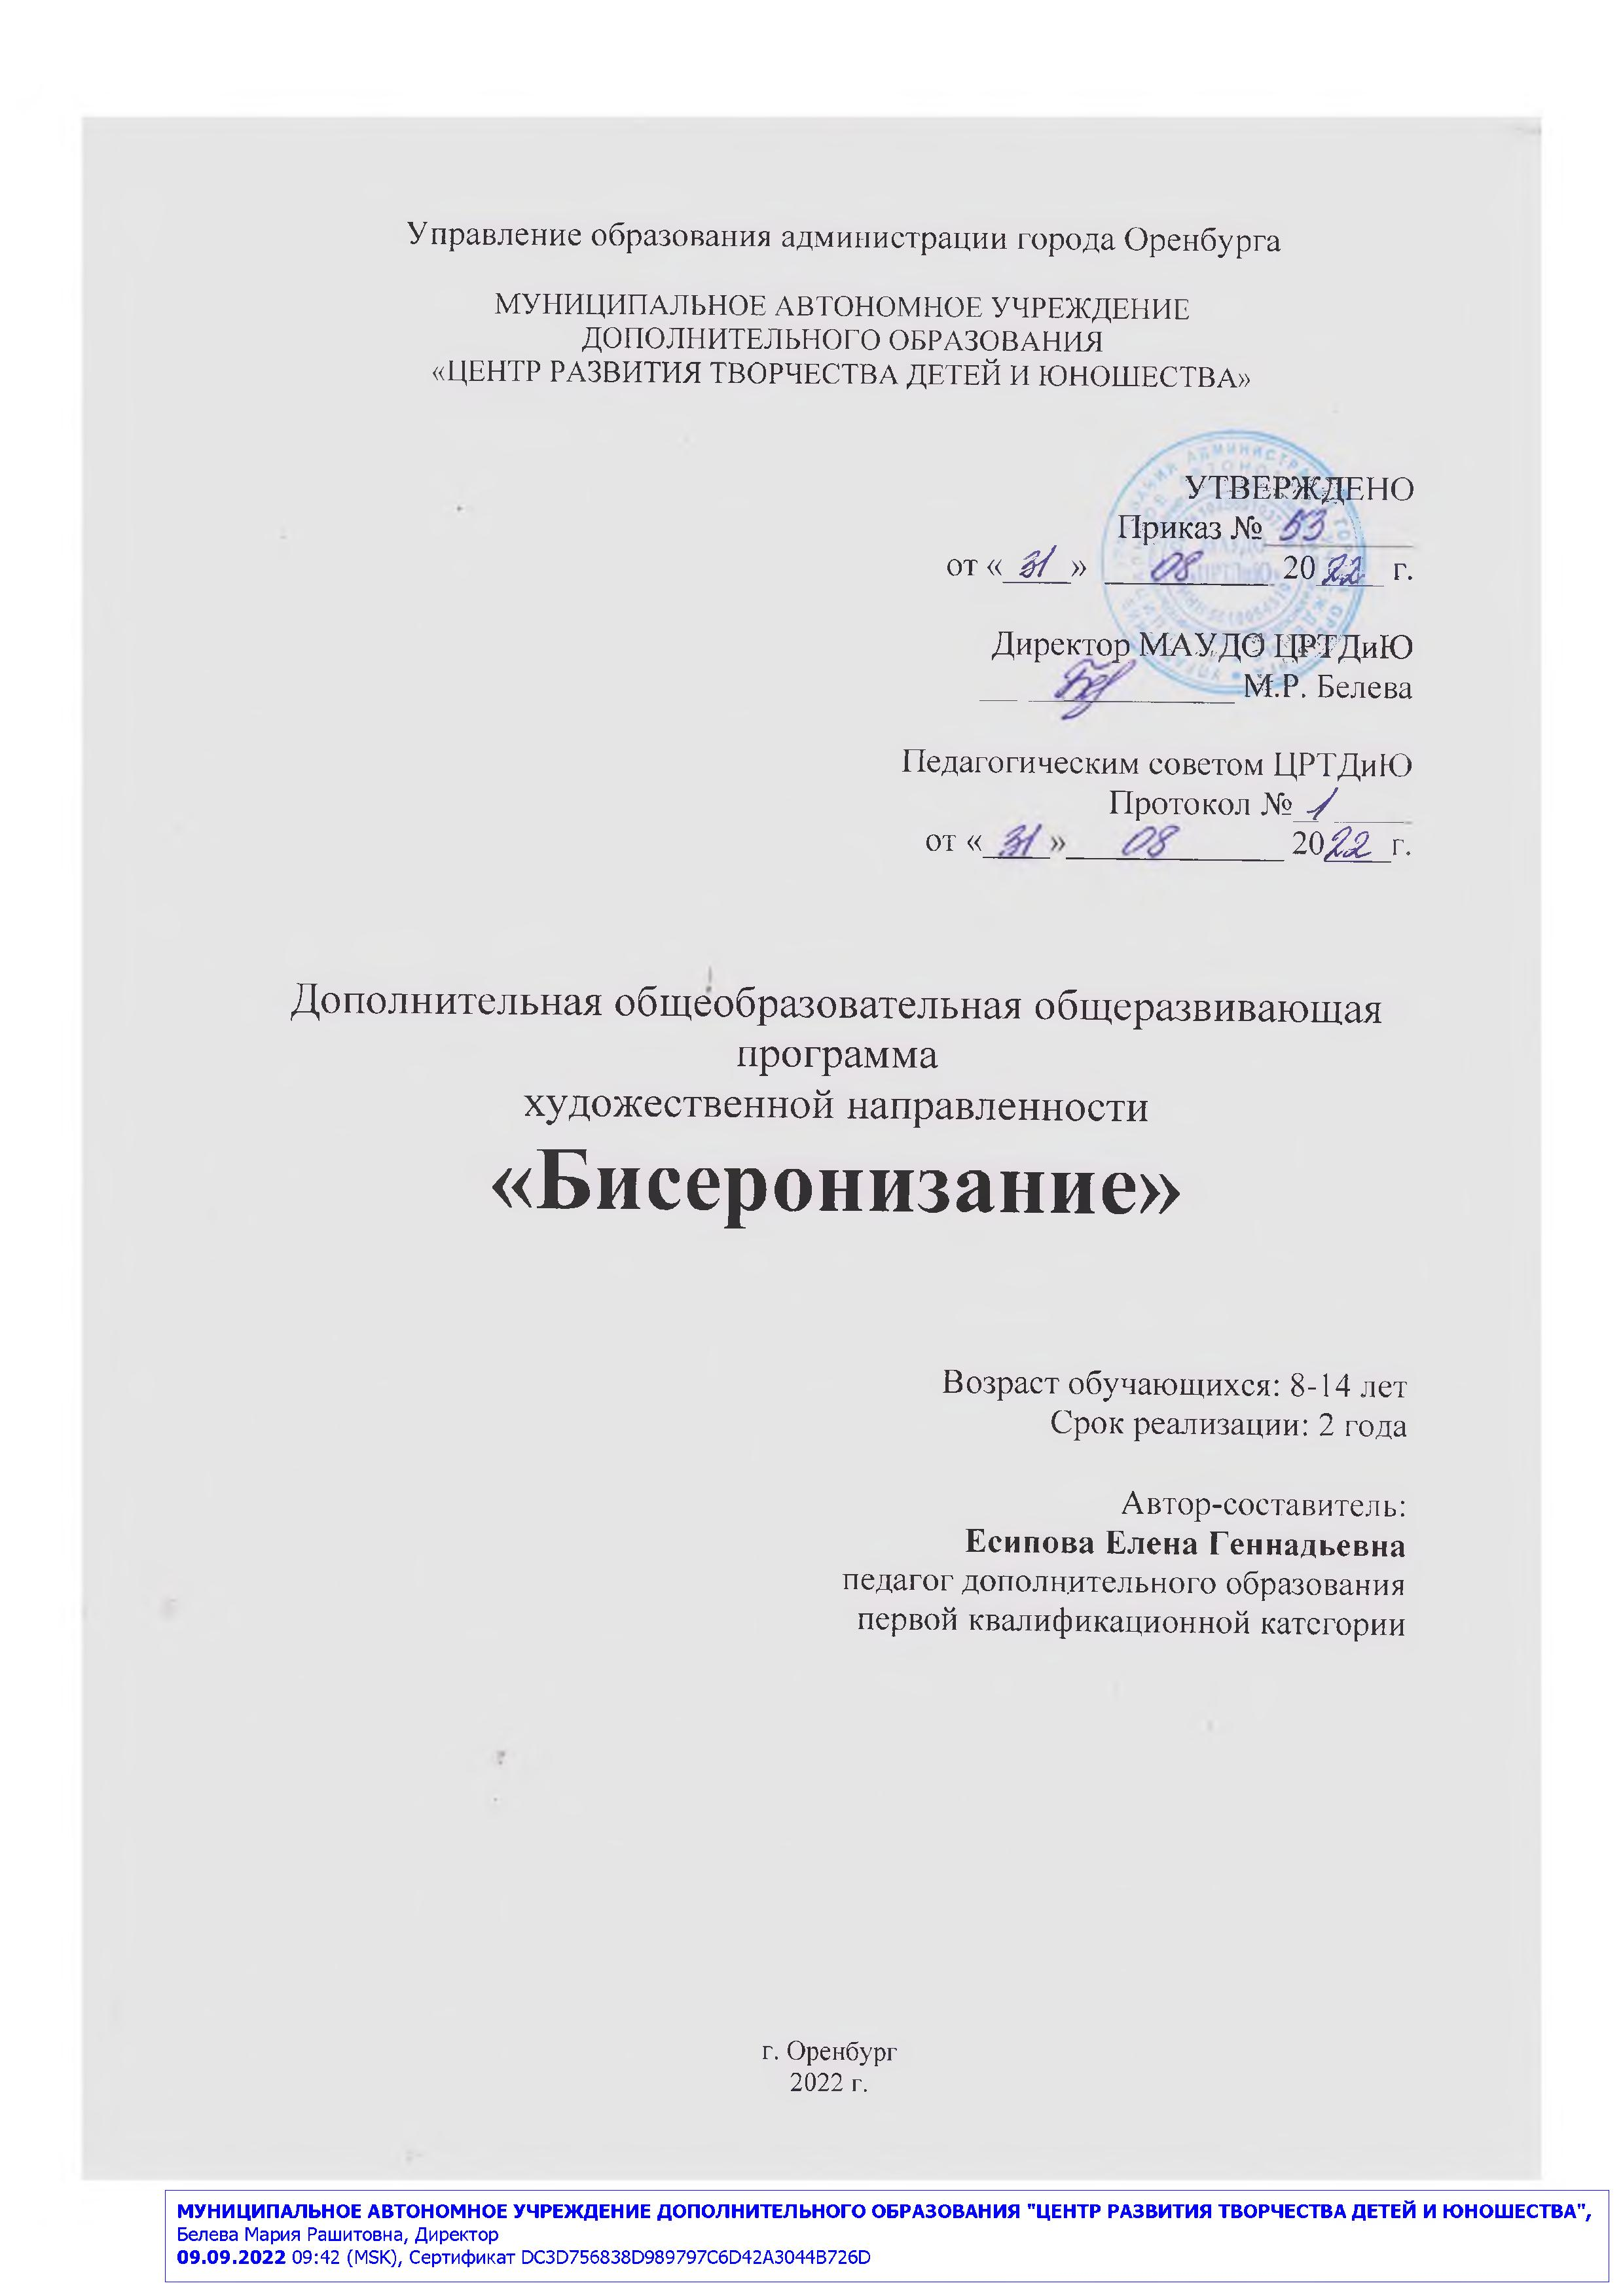 Управление образования администрации города Оренбурга
МУНИЦИПАЛЬНОЕ АВТОНОМНОЕ УЧРЕЖДЕНИЕ
ДОПОЛНИТЕЛЬНОГО ОБРАЗОВАНИЯ
«ЦЕНТР РАЗВИТИЯ ТВОРЧЕСТВА ДЕТЕЙ И ЮНОШЕСТВА»
УТВЕРЖДЕНО
Приказ № 53
от «31» 08 2022 г.
Директор МАУДО ЦРТДиЮ
М.Р. Белева
Педагогическим советом ЦРТДиЮ
Протокол № 1
от «31» 08 2022 г.
Дополнительная общеобразовательная общеразвивающая
программа
художественной направленности
«Бисеронизание»
Возраст обучающихся: 8-14 лет
Срок реализации: 2 года
Автор-составитель:
Есипова Елена Геннадьевна
педагог дополнительного образования
первой квалификационной категории
г. Оренбург
2022 г.
МУНИЦИПАЛЬНОЕ АВТОНОМНОЕ УЧРЕЖДЕНИЕ ДОПОЛНИТЕЛЬНОГО ОБРАЗОВАНИЯ "ЦЕНТР РАЗВИТИЯ ТВОРЧЕСТВА ДЕТЕЙ И ЮНОШЕСТВА",
Белева Мария Рашитовна, Директор
09.09.2022 09:42 (MSK), Сертификат DC3D756838D989797C6D42A3044B726D